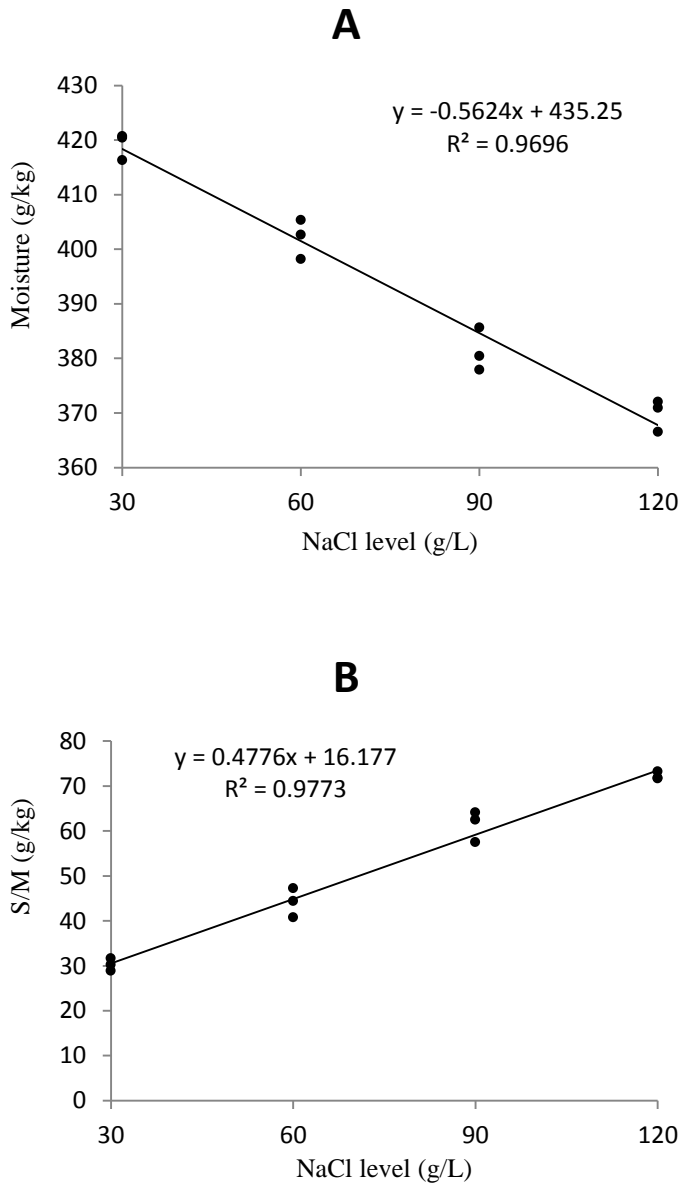 A
430
420
410
400
390
380
370
360
Moisture (g/kg)
y = -0.5624x + 435.25
R² = 0.9696
30 60 90 120
NaCl level (g/L)
B
80
70
60
50
40
30
20
10
0
S/M (g/kg)
y = 0.4776x + 16.177
R² = 0.9773
30 60 90 120
NaCl level (g/L)